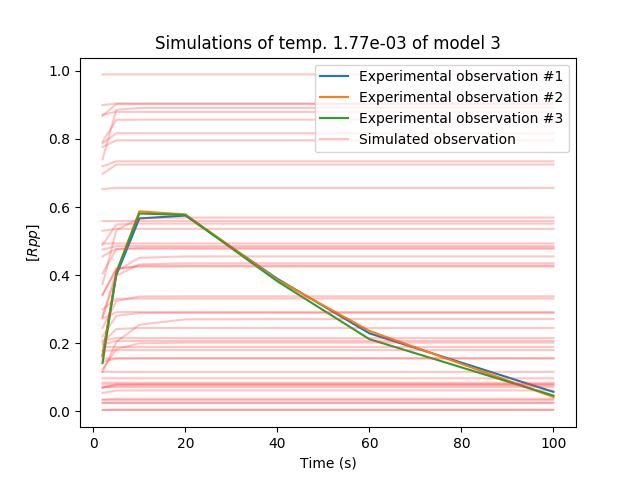 Simulations of temp. 1.77e-03 of model 3
1.0
0.8
0.6
0.4
0.2
0.0
[Rpp]
Experimental observation #1
Experimental observation #2
Experimental observation #3
Simulated observation
0
20
40
60
80
100
Time (s)